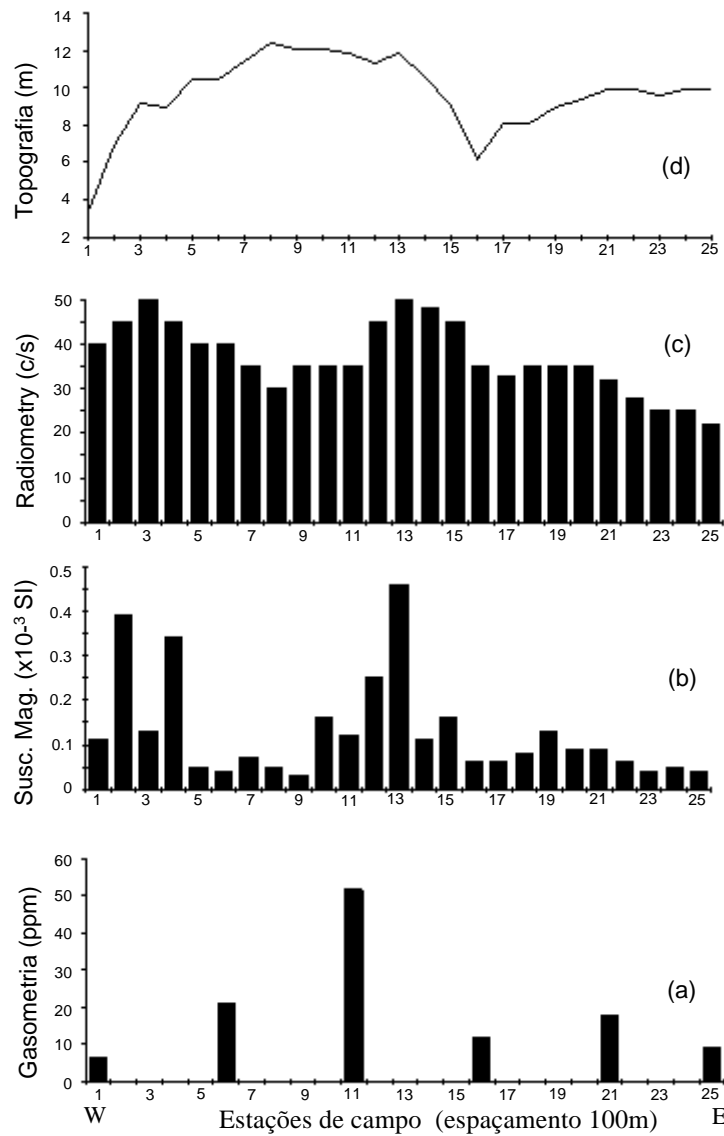 14
12
10
8
6
4
2
Topografia (m)
(d)
1 3 5 7 9 11 13 15 17 19 21 23 25
50
40
30
20
10
0
Radiometry (c/s)
(c)
1 3 5 7 9 11 13 15 17 19 21 23 25
0.5
0.4
0.3
0.2
0.1
0
Susc. Mag. (x10⁻³ SI)
(b)
1 3 5 7 9 11 13 15 17 19 21 23 25
60
50
40
30
20
10
0
Gasometria (ppm)
(a)
1 3 5 7 9 11 13 15 17 19 21 23 25
W Estações de campo (espaçamento 100m) E